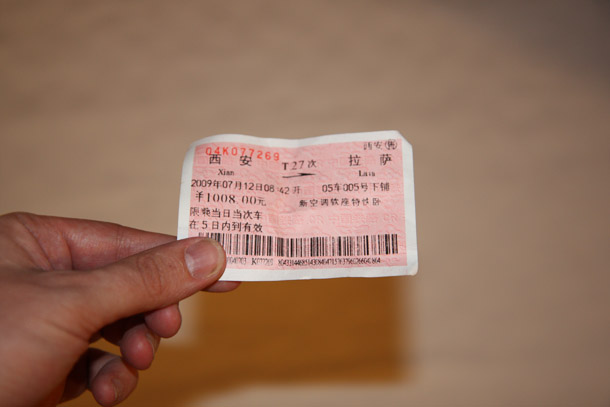 04K077269
西安㊕
西安 T27次 拉萨
Xian Lasa
2009年07月12日08:42开 05车005号下铺
¥1008.00元 新空调软座特快卧
限乘当日当次车
在5日内到有效